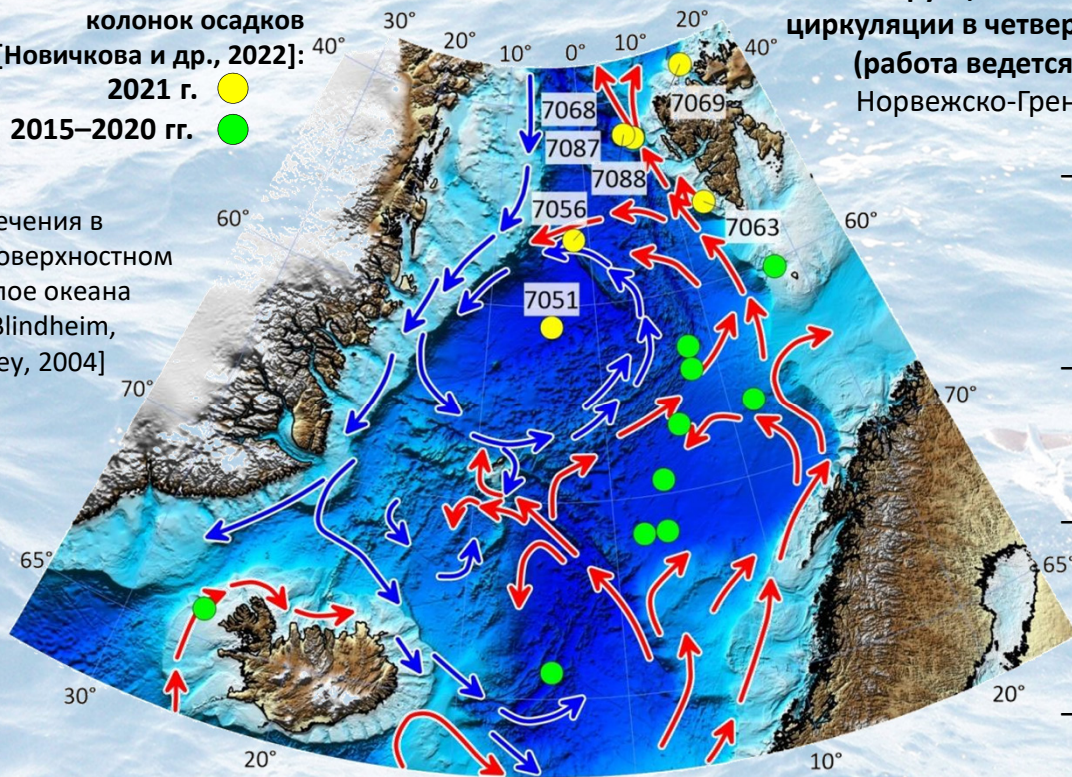 колонок осадков
[Новичкова и др., 2022]:
2021 г.
2015–2020 гг.
циркуляции в четвер
(работа ведется
Норвежско-Грен
ечения в
оверхностном
лое океана
Blindheim,
ey, 2004]
30°
20°
10°
0°
10°
20°
40°
40°
60°
60°
70°
70°
65°
65°
30°
20°
10°
20°
7068
7069
7087
7088
7056
7063
7051